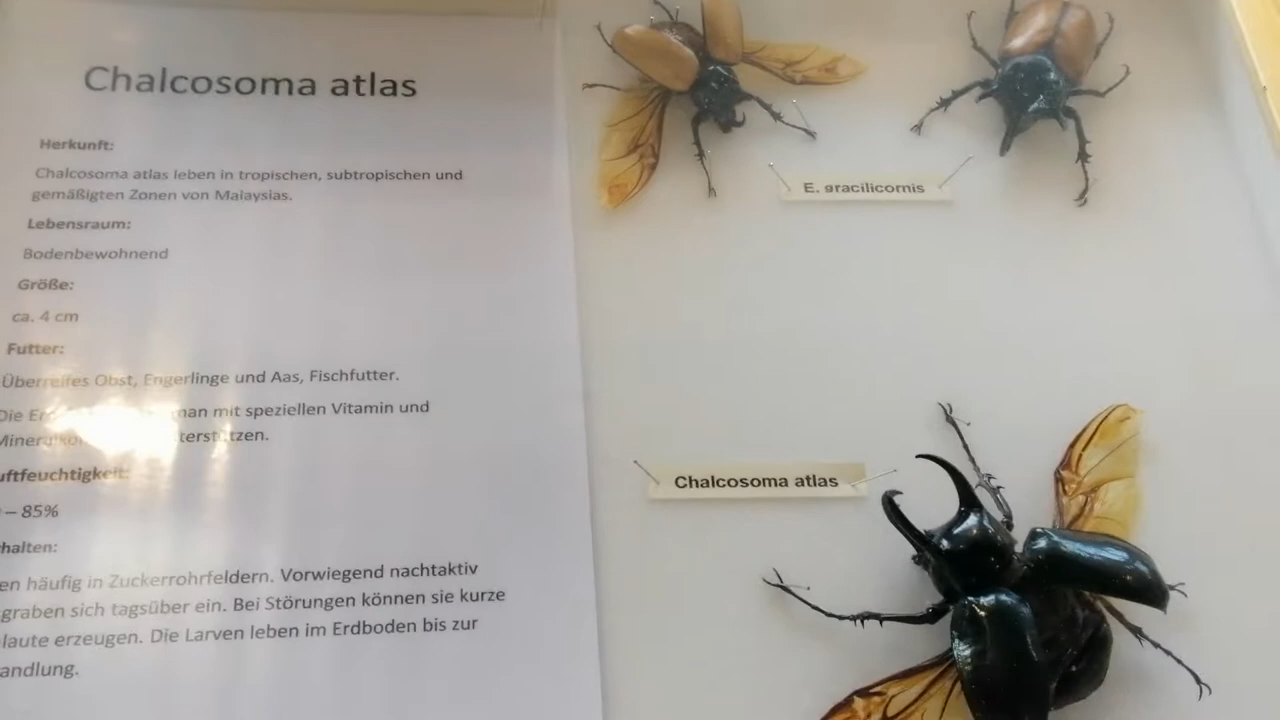 Chalcosoma atlas
Herkunft:
Chalcosoma atlas leben in tropischen, subtropischen und
gemäßigten Zonen von Malaysias.
Lebensraum:
Bodenbewohnend
Größe:
ca. 4 cm
Futter:
Überreifes Obst, Engerlinge und Aas, Fischfutter.
Die man mit speziellen Vitamin und
uftfeuchtigkeit:
– 85%
halten:
en häufig in Zuckerrohrfeldern. Vorwiegend nachtaktiv
graben sich tagsüber ein. Bei Störungen können sie kurze
laute erzeugen. Die Larven leben im Erdboden bis zur
andlung.
E. gracilicornis
Chalcosoma atlas